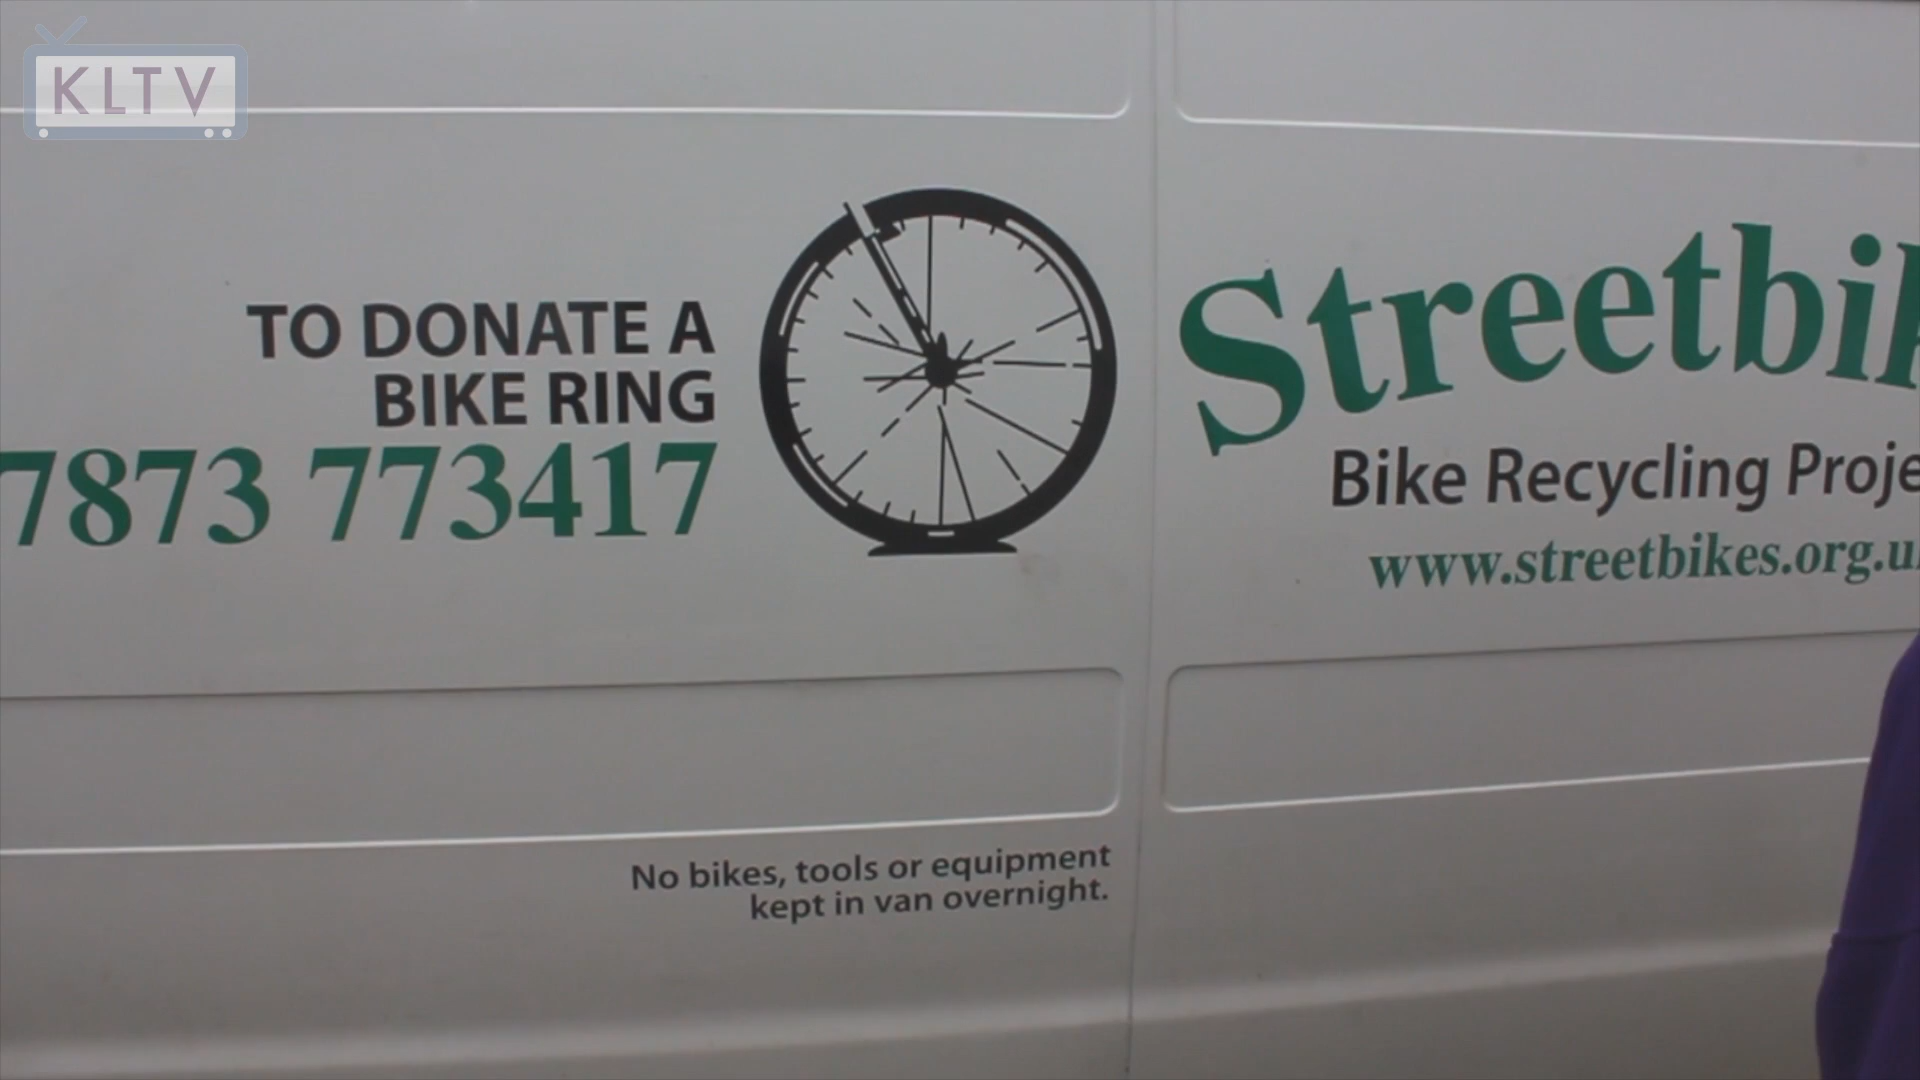 KLTV
TO DONATE A
BIKE RING
7873 773417
Streetbik
Bike Recycling Proje
www.streetbikes.org.u
No bikes, tools or equipment
kept in van overnight.